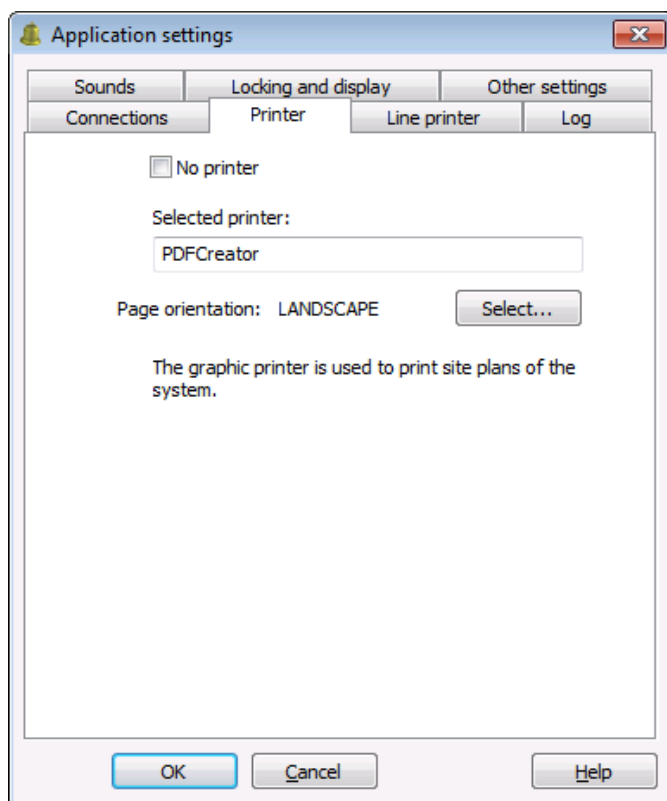 Application settings
Sounds Locking and display Other settings
Connections Printer Line printer Log
No printer
Selected printer:
PDFCreator
Page orientation: LANDSCAPE Select...
The graphic printer is used to print site plans of the
system.
OK Cancel Help